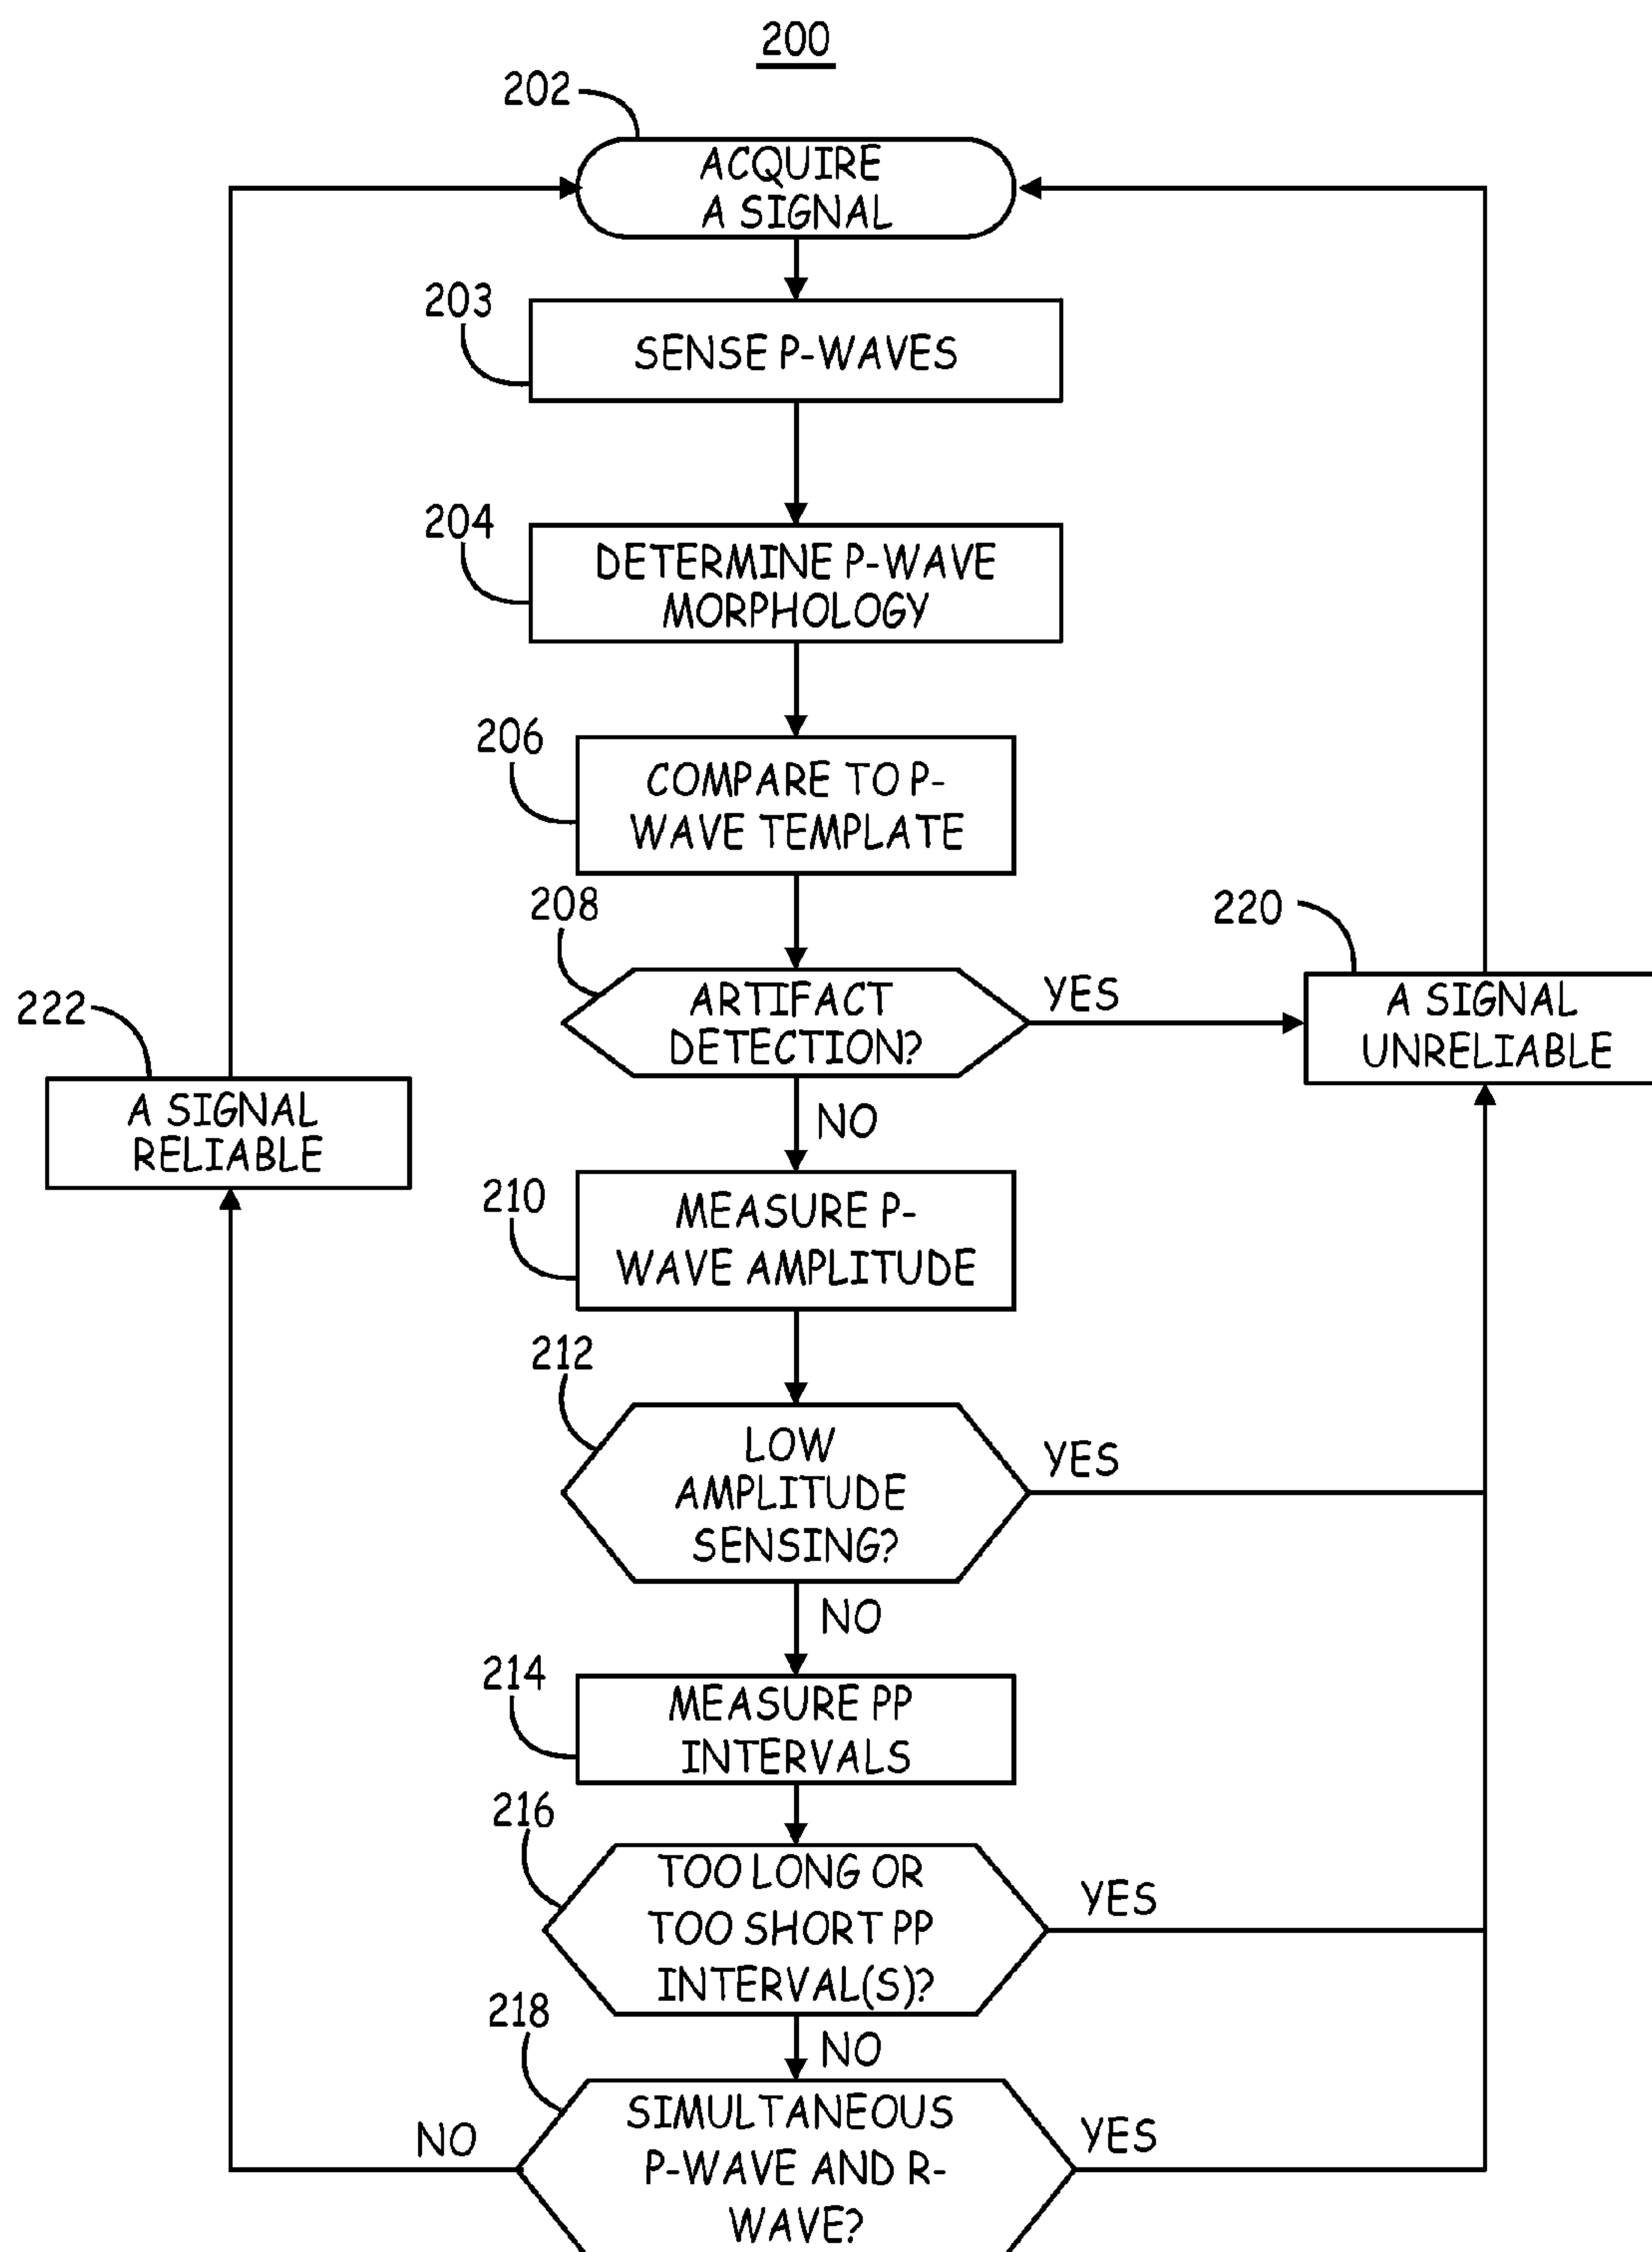 200
202
ACQUIRE
A SIGNAL
203
SENSE P-WAVES
204
DETERMINE P-WAVE
MORPHOLOGY
206
COMPARE TO P-
WAVE TEMPLATE
208
ARTIFACT
DETECTION?
YES
220
A SIGNAL
UNRELIABLE
222
A SIGNAL
RELIABLE
NO
210
MEASURE P-
WAVE AMPLITUDE
212
LOW
AMPLITUDE
SENSING?
YES
NO
214
MEASURE PP
INTERVALS
216
TOO LONG OR
TOO SHORT PP
INTERVAL(S)?
YES
NO
218
SIMULTANEOUS
P-WAVE AND R-
WAVE?
NO
YES